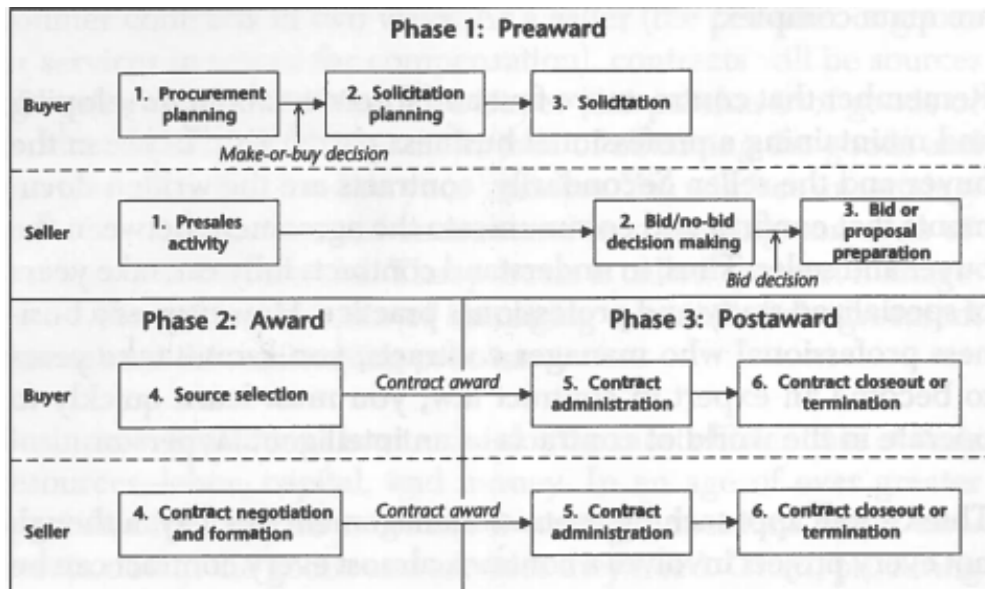 Phase 1: Preaward
Buyer
1. Procurement
planning
2. Solicitation
planning
3. Solicitation
Make-or-buy decision
Seller
1. Presales
activity
2. Bid/no-bid
decision making
3. Bid or
proposal
preparation
Bid decision
Phase 2: Award
Phase 3: Postaward
Buyer
4. Source selection
Contract award
5. Contract
administration
6. Contract closeout or
termination
Seller
4. Contract negotiation
and formation
Contract award
5. Contract
administration
6. Contract closeout or
termination